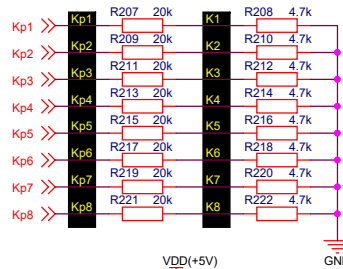 Kp1 Kp1 R207 20k K1 R208 4.7k
Kp2 Kp2 R209 20k K2 R210 4.7k
Kp3 Kp3 R211 20k K3 R212 4.7k
Kp4 Kp4 R213 20k K4 R214 4.7k
Kp5 Kp5 R215 20k K5 R216 4.7k
Kp6 Kp6 R217 20k K6 R218 4.7k
Kp7 Kp7 R219 20k K7 R220 4.7k
Kp8 Kp8 R221 20k K8 R222 4.7k
VDD(+5V) GND